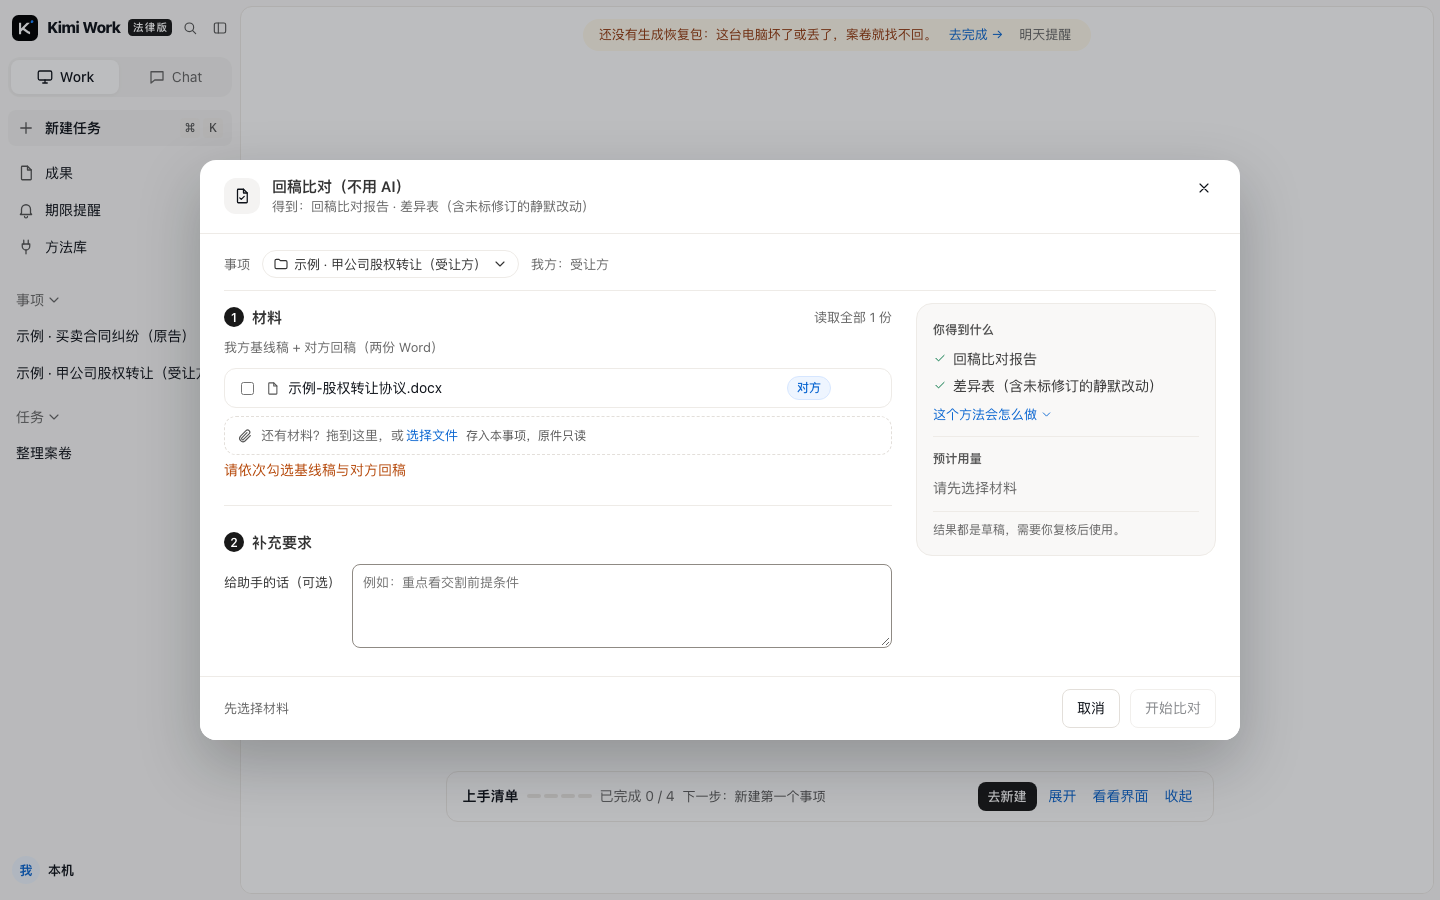 Kimi Work 法律版
Work
Chat
新建任务 ⌘ K
成果
期限提醒
方法库
事项
示例 · 买卖合同纠纷（原告）
示例 · 甲公司股权转让（受让方
任务
整理案卷
我 本机
还没有生成恢复包：这台电脑坏了或丢了，案卷就找不回。 去完成 → 明天提醒
回稿比对（不用 AI）
得到：回稿比对报告 · 差异表（含未标修订的静默改动）
事项 示例 · 甲公司股权转让（受让方） 我方：受让方
1 材料 读取全部 1 份
我方基线稿 + 对方回稿（两份 Word）
示例-股权转让协议.docx 对方
还有材料？拖到这里，或 选择文件 存入本事项，原件只读
请依次勾选基线稿与对方回稿
2 补充要求
给助手的话（可选） 例如：重点看交割前提条件
你得到什么
回稿比对报告
差异表（含未标修订的静默改动）
这个方法会怎么做
预计用量
请先选择材料
结果都是草稿，需要你复核后使用。
先选择材料 取消 开始比对
上手清单 已完成 0 / 4 下一步：新建第一个事项 去新建 展开 看看界面 收起